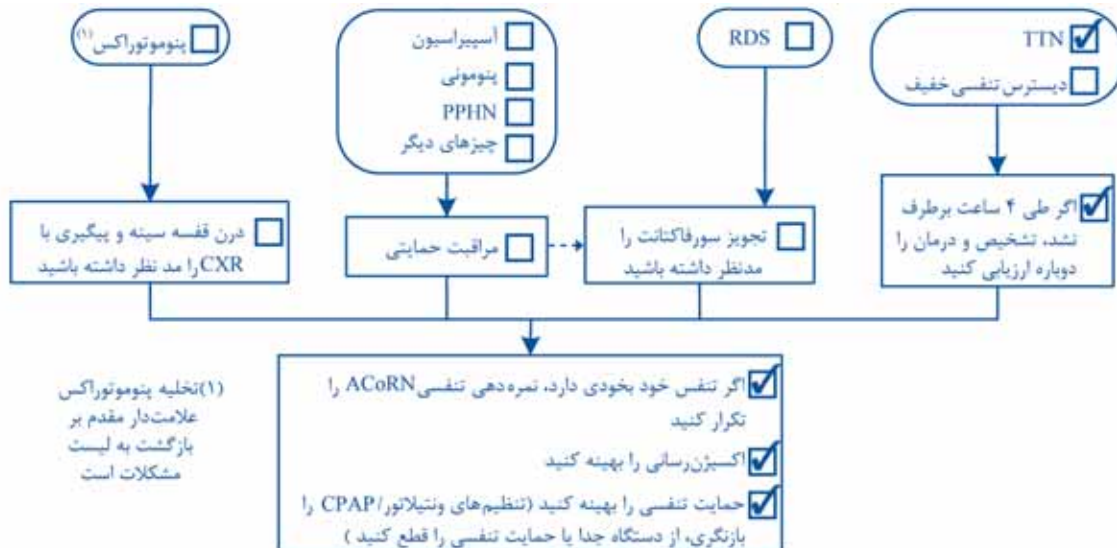 TTN
دیسترس تنفسی خفیف
RDS
آسپیراسیون
پنومونی
PPHN
چیزهای دیگر
پنوموتوراکس(۱)
اگر طی ۴ ساعت برطرف
نشد، تشخیص و درمان را
دوباره ارزیابی کنید
تجویز سورفاکتانت را
مدنظر داشته باشید
مراقبت حمایتی
درن قفسه سینه و پیگیری با
CXR را مد نظر داشته باشید
اگر تنفس خود بخودی دارد، نمره‌دهی تنفسی ACoRN را
تکرار کنید
اکسیژن‌رسانی را بهینه کنید
حمایت تنفسی را بهینه کنید (تنظیم‌های ونتیلاتور/CPAP را
بازنگری، از دستگاه جدا یا حمایت تنفسی را قطع کنید )
(۱)تخلیه پنوموتوراکس
علامت‌دار مقدم بر
بازگشت به لیست
مشکلات است